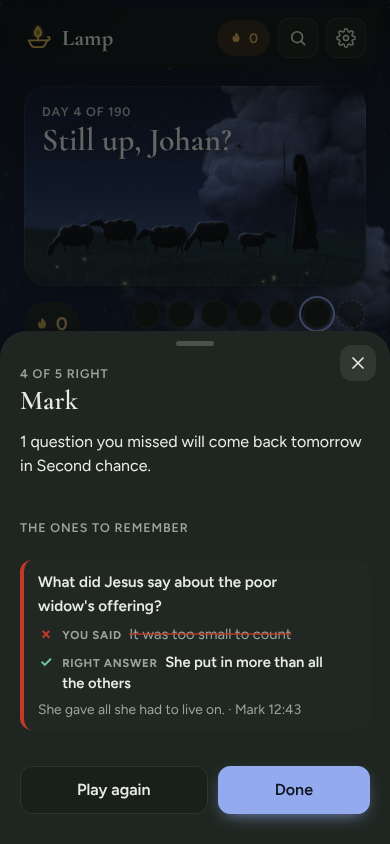 Lamp
0
DAY 4 OF 190
Still up, Johan?
0
4 OF 5 RIGHT
Mark
1 question you missed will come back tomorrow
in Second chance.
THE ONES TO REMEMBER
What did Jesus say about the poor
widow's offering?
YOU SAID It was too small to count
RIGHT ANSWER She put in more than all
the others
She gave all she had to live on. · Mark 12:43
Play again
Done